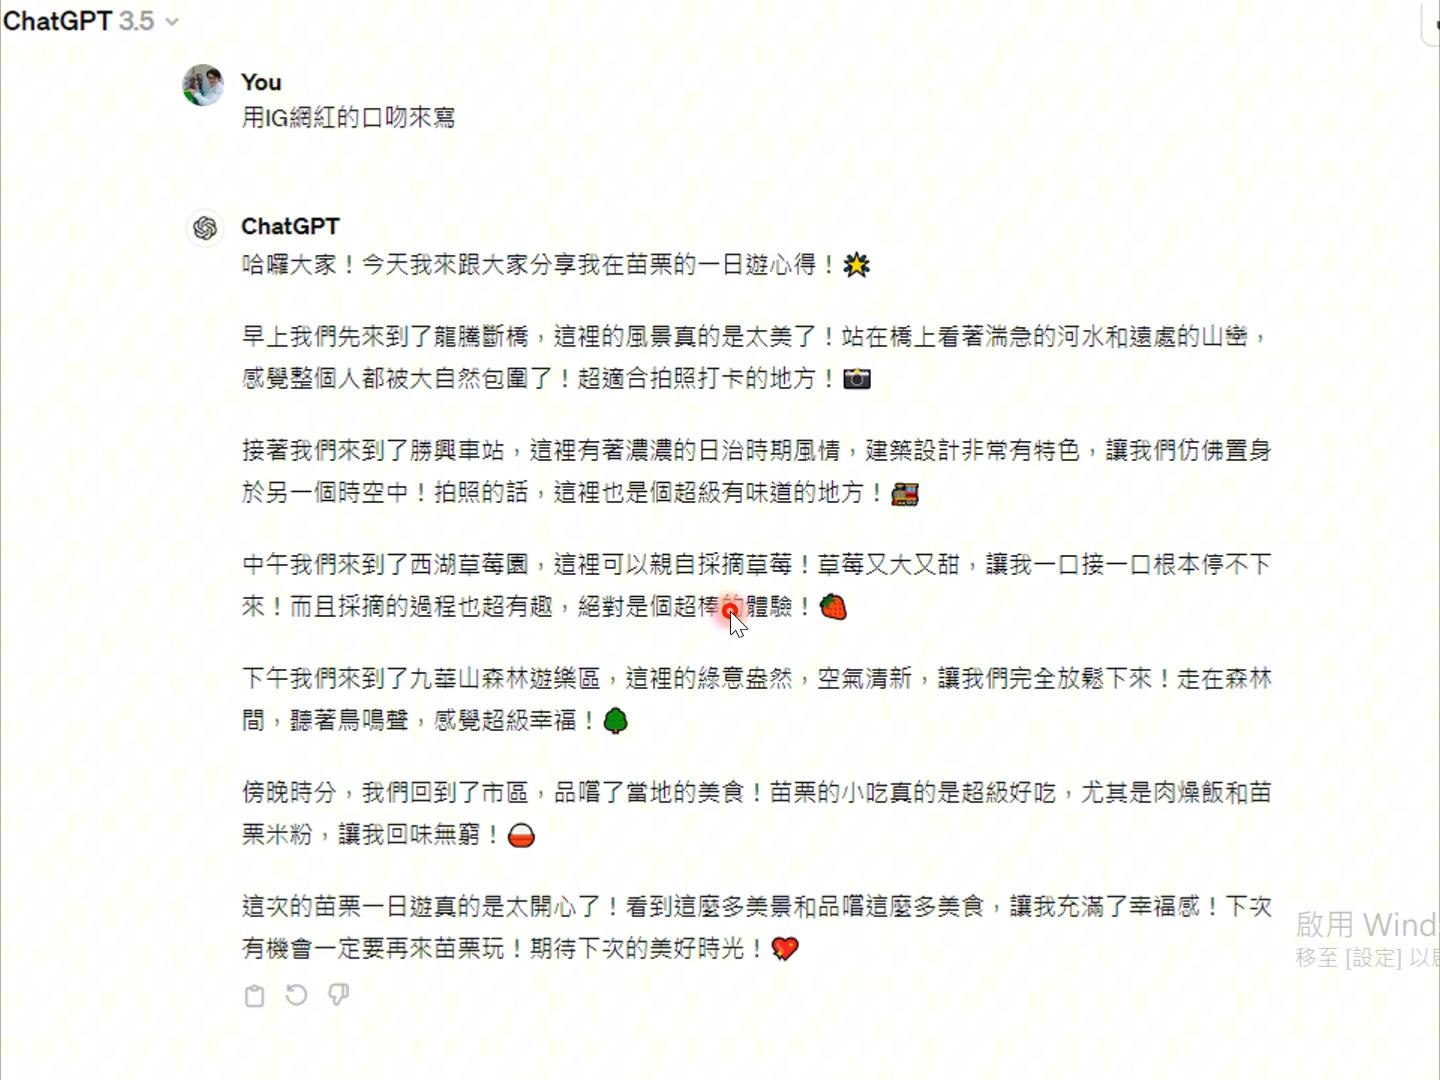 ChatGPT 3.5
You
用IG網紅的口吻來寫
ChatGPT
哈囉大家！今天我來跟大家分享我在苗栗的一日遊心得！🌟
早上我們先來到了龍騰斷橋，這裡的風景真的是太美了！站在橋上看著湍急的河水和遠處的山巒，
感覺整個人都被大自然包圍了！超適合拍照打卡的地方！📷
接著我們來到了勝興車站，這裡有著濃濃的日治時期風情，建築設計非常有特色，讓我們仿佛置身
於另一個時空中！拍照的話，這裡也是個超級有味道的地方！🚂
中午我們來到了西湖草莓園，這裡可以親自採摘草莓！草莓又大又甜，讓我一口接一口根本停不下
來！而且採摘的過程也超有趣，絕對是個超棒的體驗！🍓
下午我們來到了九華山森林遊樂區，這裡的綠意盎然，空氣清新，讓我們完全放鬆下來！走在森林
間，聽著鳥鳴聲，感覺超級幸福！🌳
傍晚時分，我們回到了市區，品嚐了當地的美食！苗栗的小吃真的是超級好吃，尤其是肉燥飯和苗
栗米粉，讓我回味無窮！
這次的苗栗一日遊真的是太開心了！看到這麼多美景和品嚐這麼多美食，讓我充滿了幸福感！下次
有機會一定要再來苗栗玩！期待下次的美好時光！💖
啟用 Wind
移至 [設定] 以